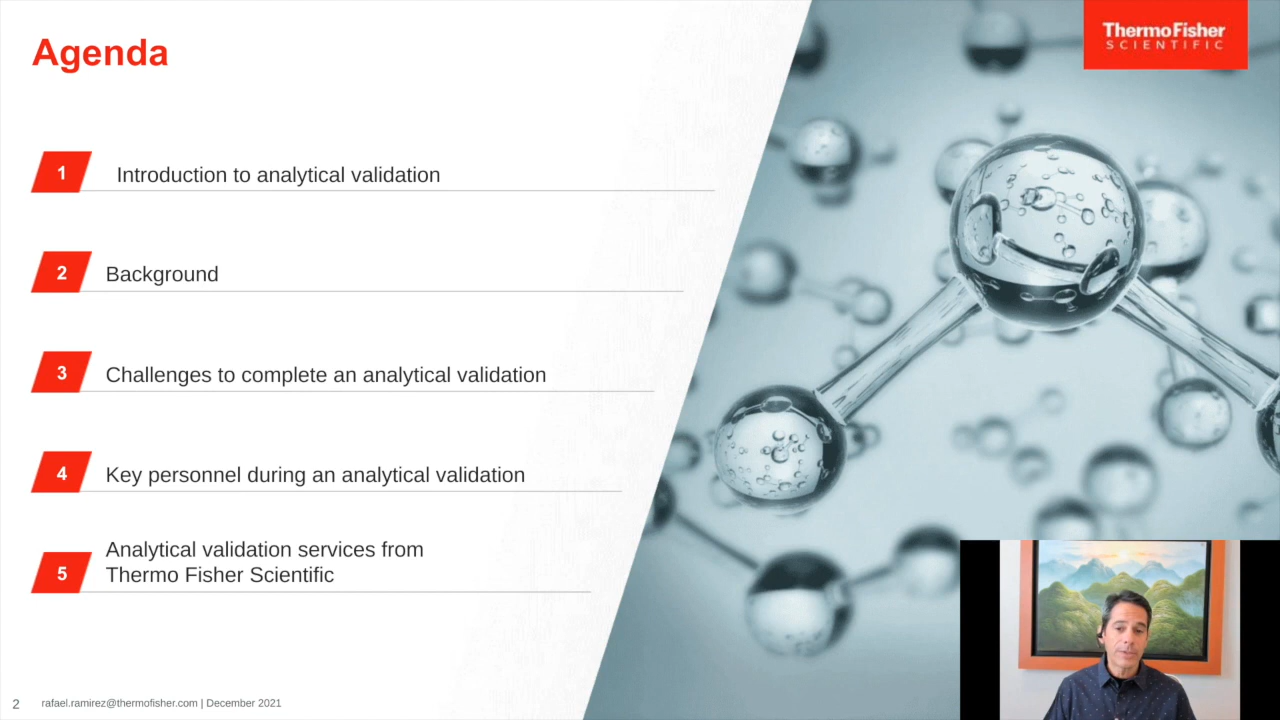 Agenda
ThermoFisher
SCIENTIFIC
1 Introduction to analytical validation
2 Background
3 Challenges to complete an analytical validation
4 Key personnel during an analytical validation
5 Analytical validation services from
Thermo Fisher Scientific
2 rafael.ramirez@thermofisher.com | December 2021